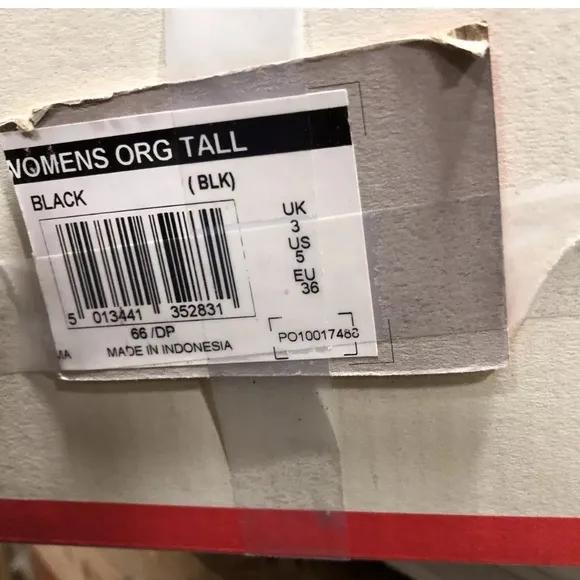 WOMENS ORG TALL
BLACK (BLK)
UK
3
US
5
EU
36
5 013441 352831
66/DP
MADE IN INDONESIA